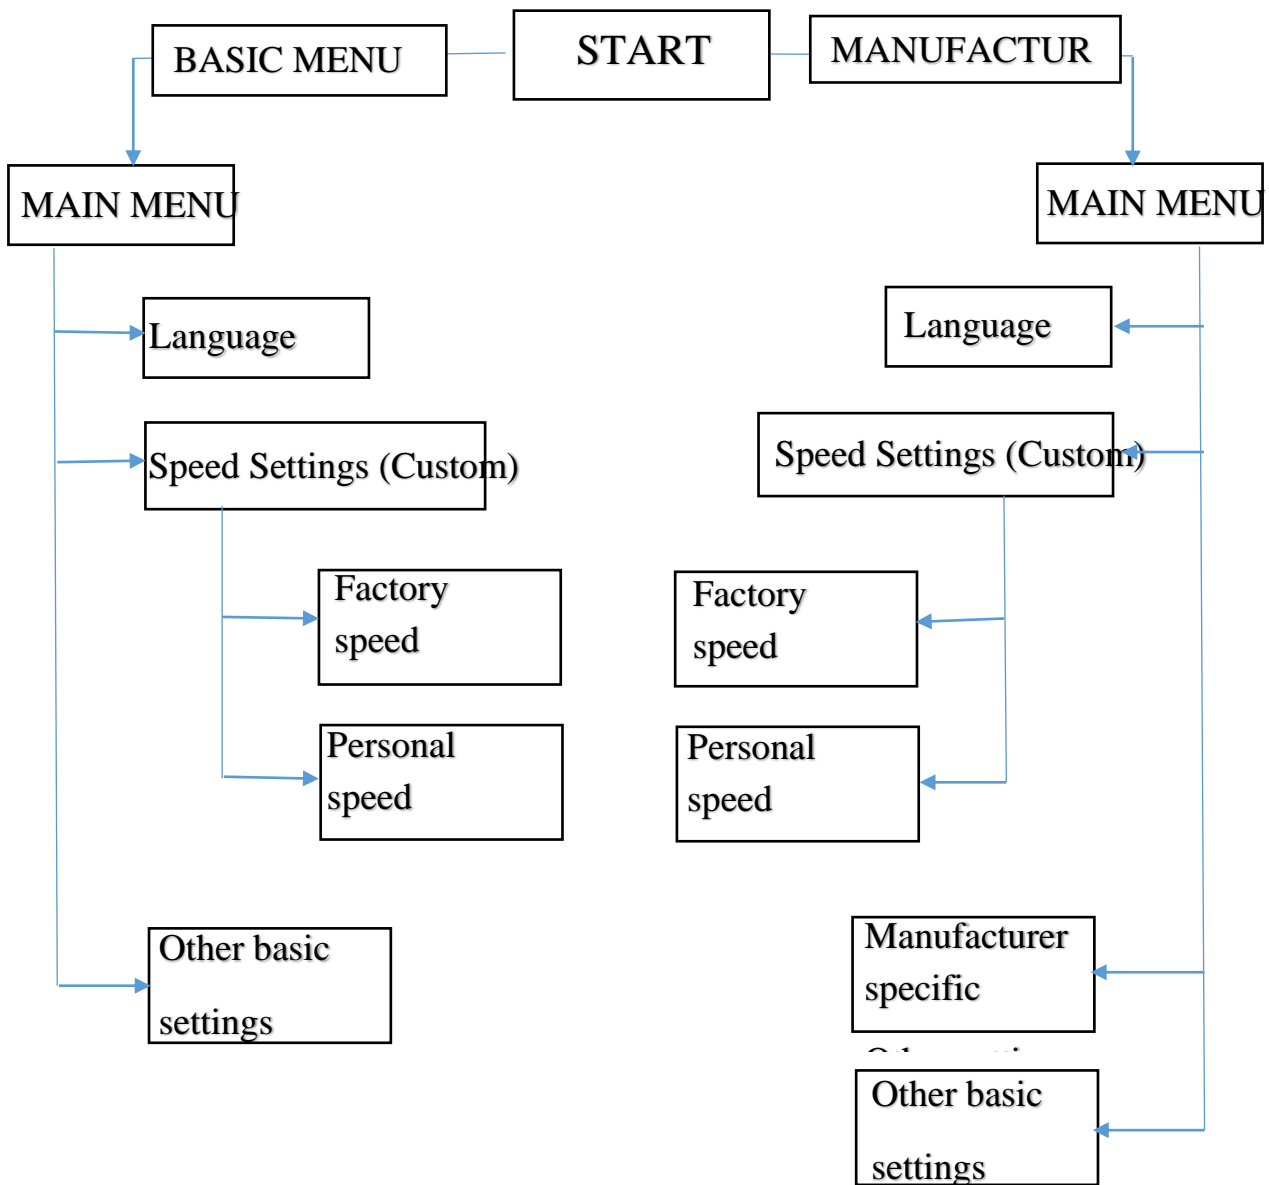 START
BASIC MENU
MANUFACTUR
MAIN MENU
MAIN MENU
Language
Language
Speed Settings (Custom)
Speed Settings (Custom)
Factory
speed
Factory
speed
Personal
speed
Personal
speed
Other basic
settings
Manufacturer
specific
Other basic
settings